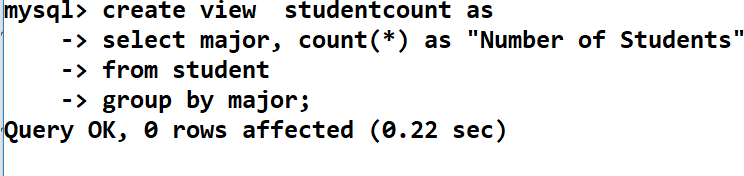 mysql> create view  studentcount as
    -> select major, count(*) as "Number of Students"
    -> from student
    -> group by major;
Query OK, 0 rows affected (0.22 sec)